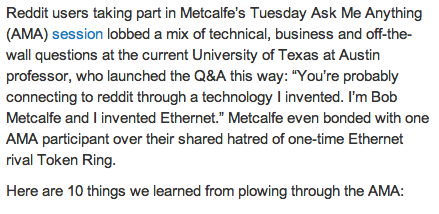 Reddit users taking part in Metcalfe's Tuesday Ask Me Anything
(AMA) session lobbed a mix of technical, business and off-the-
wall questions at the current University of Texas at Austin
professor, who launched the Q&A this way: “You're probably
connecting to reddit through a technology I invented. I'm Bob
Metcalfe and I invented Ethernet.” Metcalfe even bonded with one
AMA participant over their shared hatred of one-time Ethernet
rival Token Ring.
Here are 10 things we learned from plowing through the AMA: